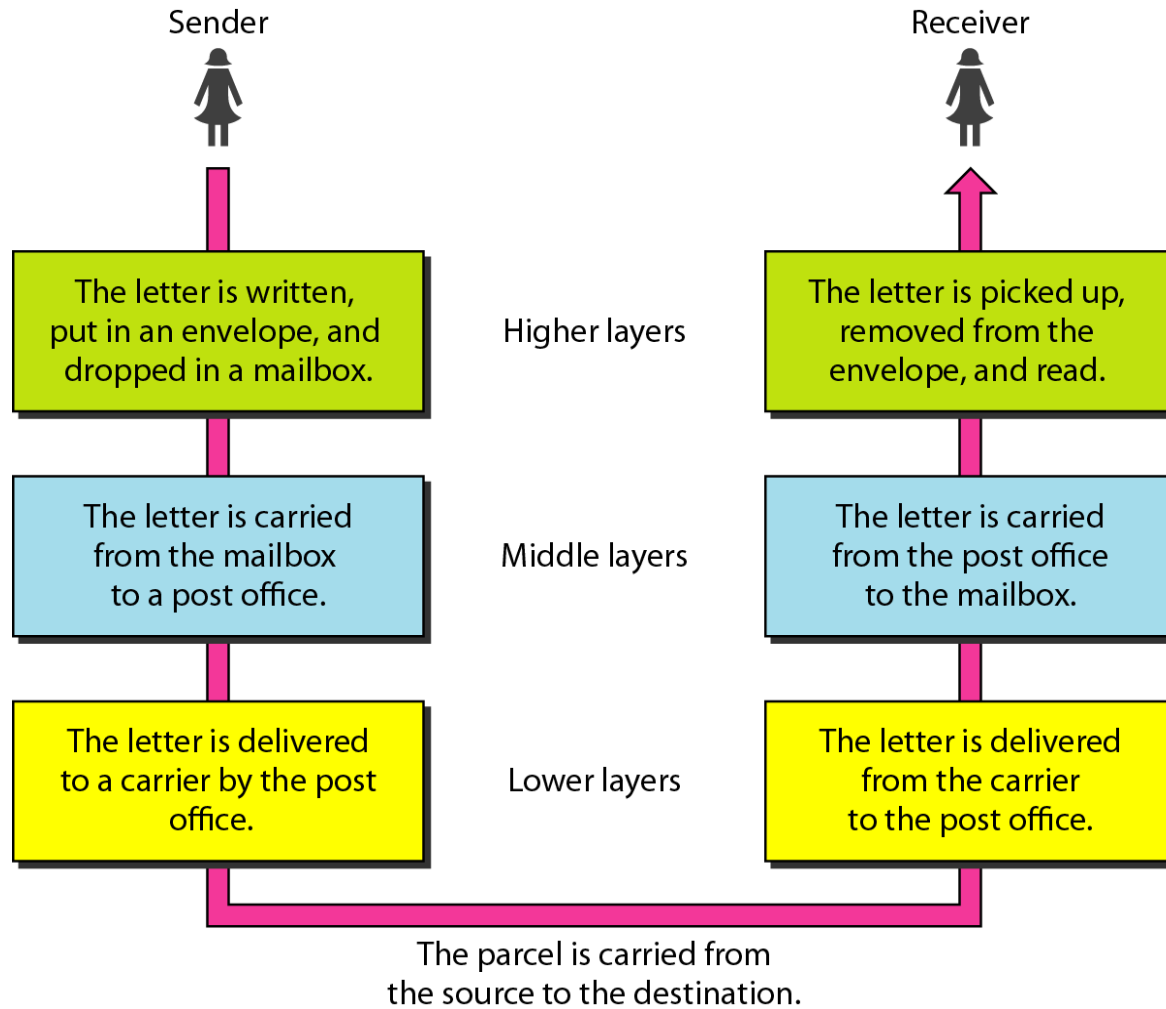 Sender
Receiver
The letter is written,
put in an envelope, and
dropped in a mailbox.
Higher layers
The letter is picked up,
removed from the
envelope, and read.
The letter is carried
from the mailbox
to a post office.
Middle layers
The letter is carried
from the post office
to the mailbox.
The letter is delivered
to a carrier by the post
office.
Lower layers
The letter is delivered
from the carrier
to the post office.
The parcel is carried from
the source to the destination.